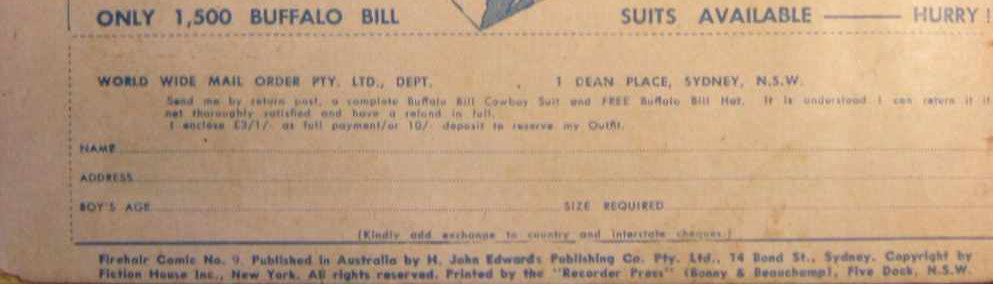 ONLY 1,500 BUFFALO BILL SUITS AVAILABLE —— HURRY!
WORLD WIDE MAIL ORDER PTY. LTD., DEPT. , 1 DEAN PLACE, SYDNEY, N.S.W.
Send me by return post, a complete Buffalo Bill Cowboy Suit and FREE Buffalo Bill Hat. It is understood I can return it if
not thoroughly satisfied and have a refund in full.
I enclose £3/1/- as full payment/or 10/- deposit to reserve my Outfit.
NAME
ADDRESS
BOY'S AGE SIZE REQUIRED
(Kindly add exchange to country and interstate cheques.)
Firehair Comic No. 9. Published in Australia by H. John Edwards Publishing Co. Pty. Ltd., 14 Bond St., Sydney. Copyright by
Fiction House Inc., New York. All rights reserved. Printed by the "Recorder Press" (Bonny & Beauchamp), Five Dock, N.S.W.